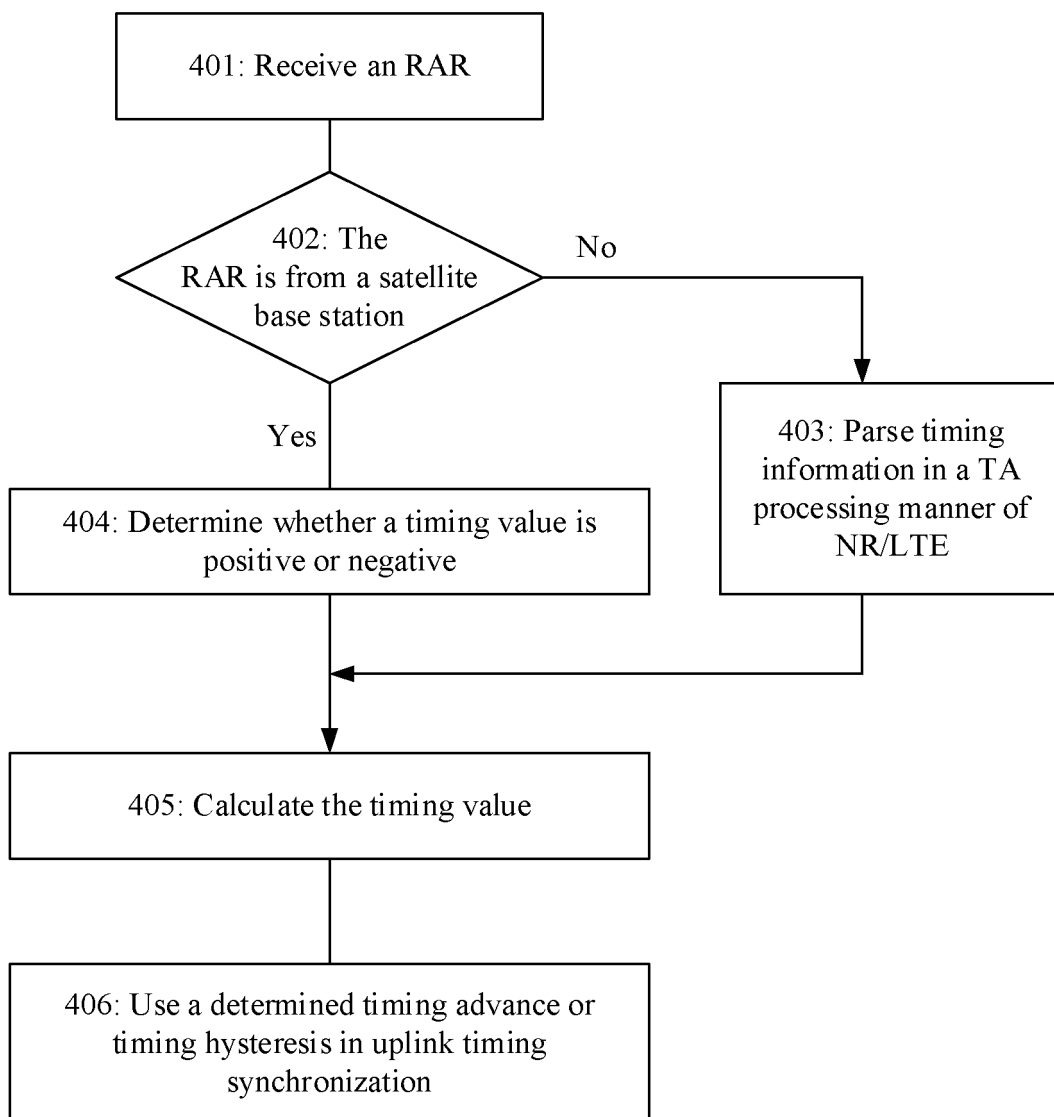 401: Receive an RAR
402: The
RAR is from a satellite
base station
No
Yes
403: Parse timing
information in a TA
processing manner of
NR/LTE
404: Determine whether a timing value is
positive or negative
405: Calculate the timing value
406: Use a determined timing advance or
timing hysteresis in uplink timing
synchronization